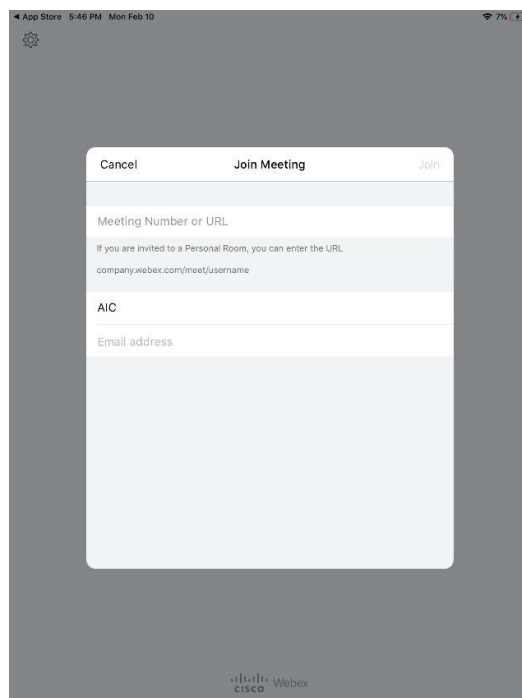 ◀ App Store 5:46 PM Mon Feb 10 7%
Cancel Join Meeting Join
Meeting Number or URL
If you are invited to a Personal Room, you can enter the URL
company.webex.com/meet/username
AIC
Email address
CISCO Webex